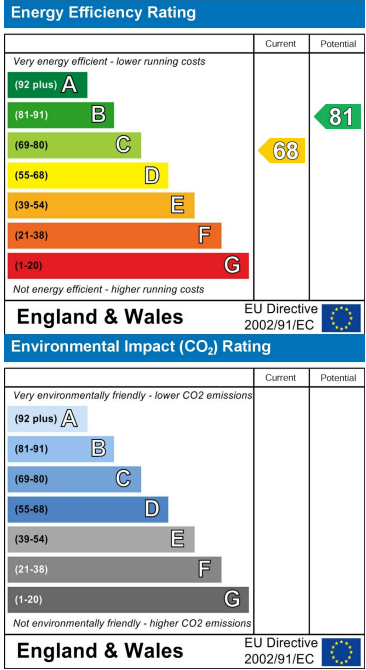 Energy Efficiency Rating
Current Potential
Very energy efficient - lower running costs
(92 plus) A
(81-91) B
81
(69-80) C
68
(55-68) D
(39-54) E
(21-38) F
(1-20) G
Not energy efficient - higher running costs
England & Wales
EU Directive
2002/91/EC
Environmental Impact (CO₂) Rating
Current Potential
Very environmentally friendly - lower CO2 emissions
(92 plus) A
(81-91) B
(69-80) C
(55-68) D
(39-54) E
(21-38) F
(1-20) G
Not environmentally friendly - higher CO2 emissions
England & Wales
EU Directive
2002/91/EC